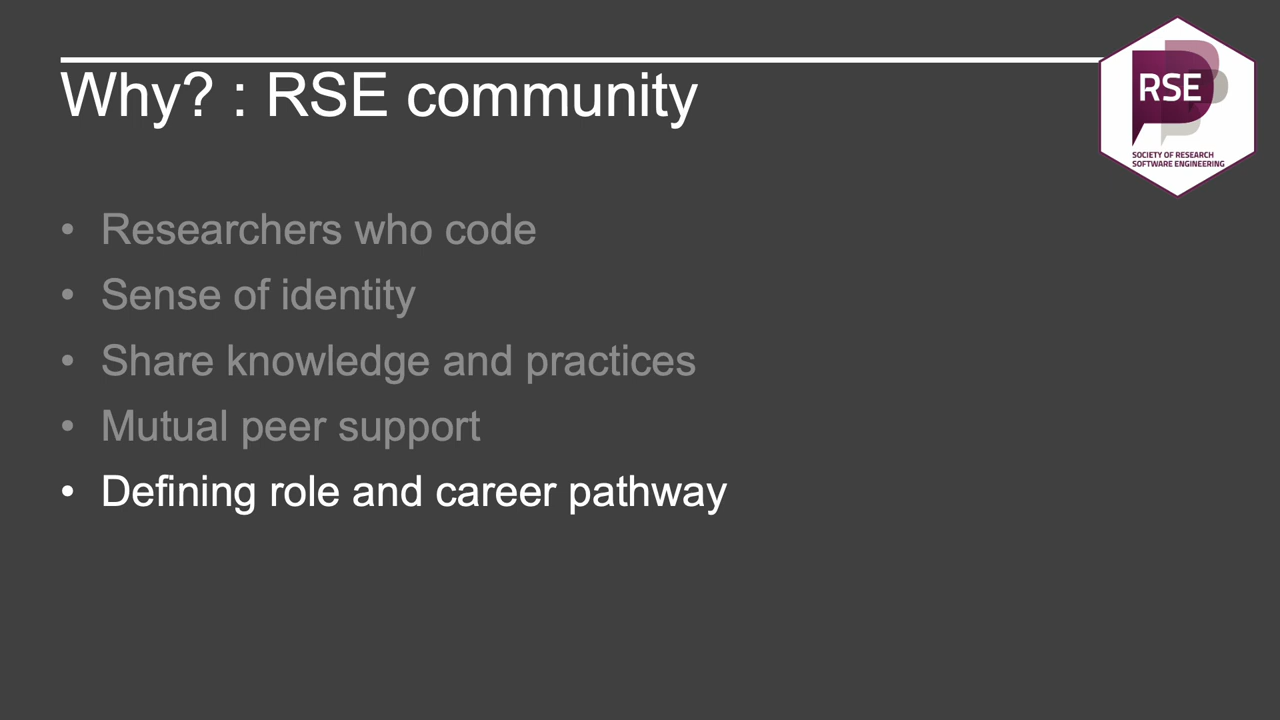 Why? : RSE community
RSE
SOCIETY OF RESEARCH
SOFTWARE ENGINEERING
• Researchers who code
• Sense of identity
• Share knowledge and practices
• Mutual peer support
• Defining role and career pathway